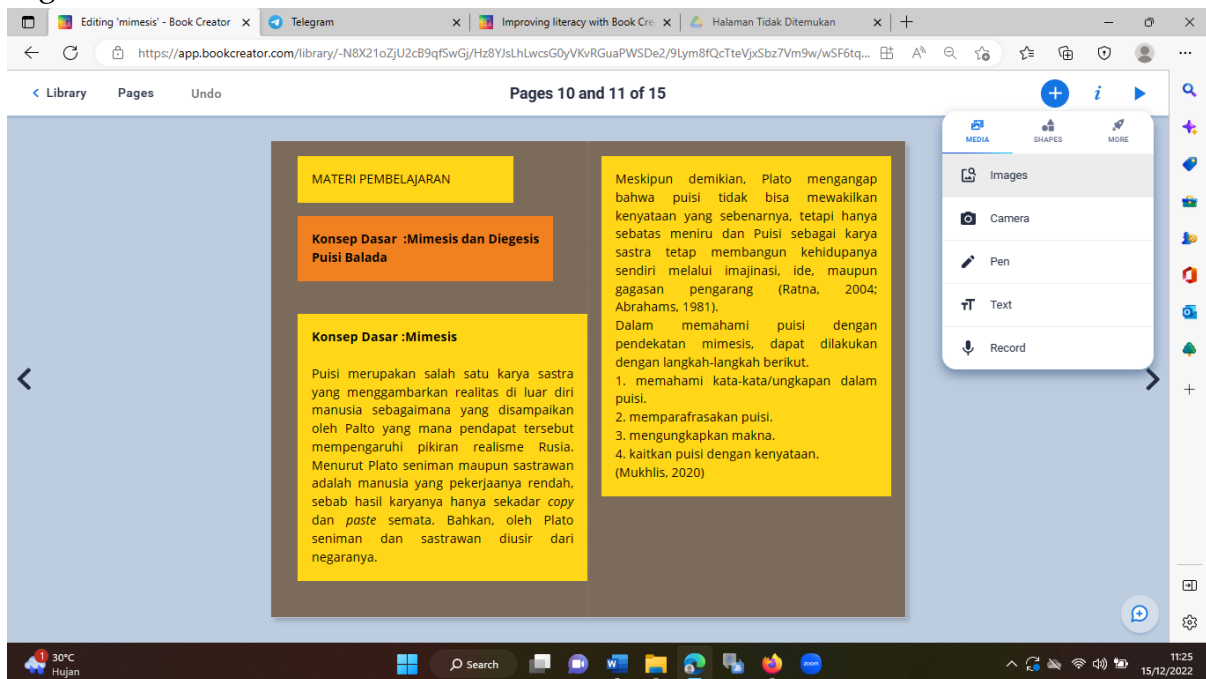 Editing 'mimesis' - Book Creator
Telegram
Improving literacy with Book Cre
Halaman Tidak Ditemukan
https://app.bookcreator.com/library/-N8X21oZjU2cB9qfSwGj/Hz8YJsLhLwcsG0yVKvRGuaPWSDe2/9Lym8fQcTteVjxSbz7Vm9w/wSF6tq...
Library Pages Undo
Pages 10 and 11 of 15
MEDIA SHAPES MORE
Images
Camera
Pen
Text
Record
MATERI PEMBELAJARAN
Konsep Dasar :Mimesis dan Diegesis
Puisi Balada
Konsep Dasar :Mimesis
Puisi merupakan salah satu karya sastra
yang menggambarkan realitas di luar diri
manusia sebagaimana yang disampaikan
oleh Palto yang mana pendapat tersebut
mempengaruhi pikiran realisme Rusia.
Menurut Plato seniman maupun sastrawan
adalah manusia yang pekerjaanya rendah,
sebab hasil karyanya hanya sekadar copy
dan paste semata. Bahkan, oleh Plato
seniman dan sastrawan diusir dari
negaranya.
Meskipun demikian, Plato mengangap
bahwa puisi tidak bisa mewakilkan
kenyataan yang sebenarnya, tetapi hanya
sebatas meniru dan Puisi sebagai karya
sastra tetap membangun kehidupanya
sendiri melalui imajinasi, ide, maupun
gagasan pengarang (Ratna, 2004;
Abrahams, 1981).
Dalam memahami puisi dengan
pendekatan mimesis, dapat dilakukan
dengan langkah-langkah berikut.
1. memahami kata-kata/ungkapan dalam
puisi.
2. memparafrasakan puisi.
3. mengungkapkan makna.
4. kaitkan puisi dengan kenyataan.
(Mukhlis, 2020)
1
30°C
Hujan
Search
zoom
11:25
15/12/2022